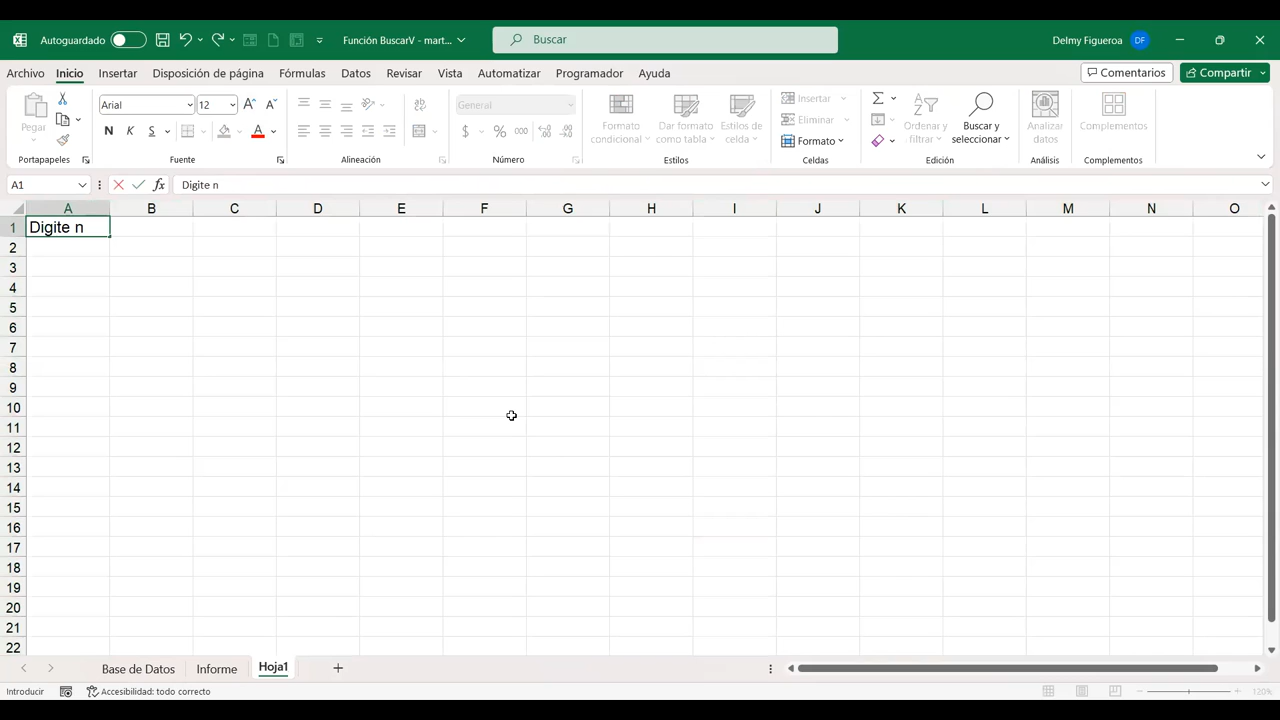 Autoguardado
Función BuscarV - mart...
Buscar
Delmy Figueroa
DF
Archivo Inicio Insertar Disposición de página Fórmulas Datos Revisar Vista Automatizar Programador Ayuda
Comentarios
Compartir
Pegar
Portapapeles
Arial
12
N K S
Fuente
Alineación
General
$ % 000
Número
Formato condicional
Dar formato como tabla
Estilos de celda
Estilos
Insertar
Eliminar
Formato
Celdas
Ordenar y filtrar
Buscar y seleccionar
Edición
Analizar datos
Análisis
Complementos
Complementos
A1
fx
Digite n
A B C D E F G H I J K L M N O
1 Digite n
2
3
4
5
6
7
8
9
10
11
12
13
14
15
16
17
18
19
20
21
22
Base de Datos Informe Hoja1
Introducir
Accesibilidad: todo correcto
120%